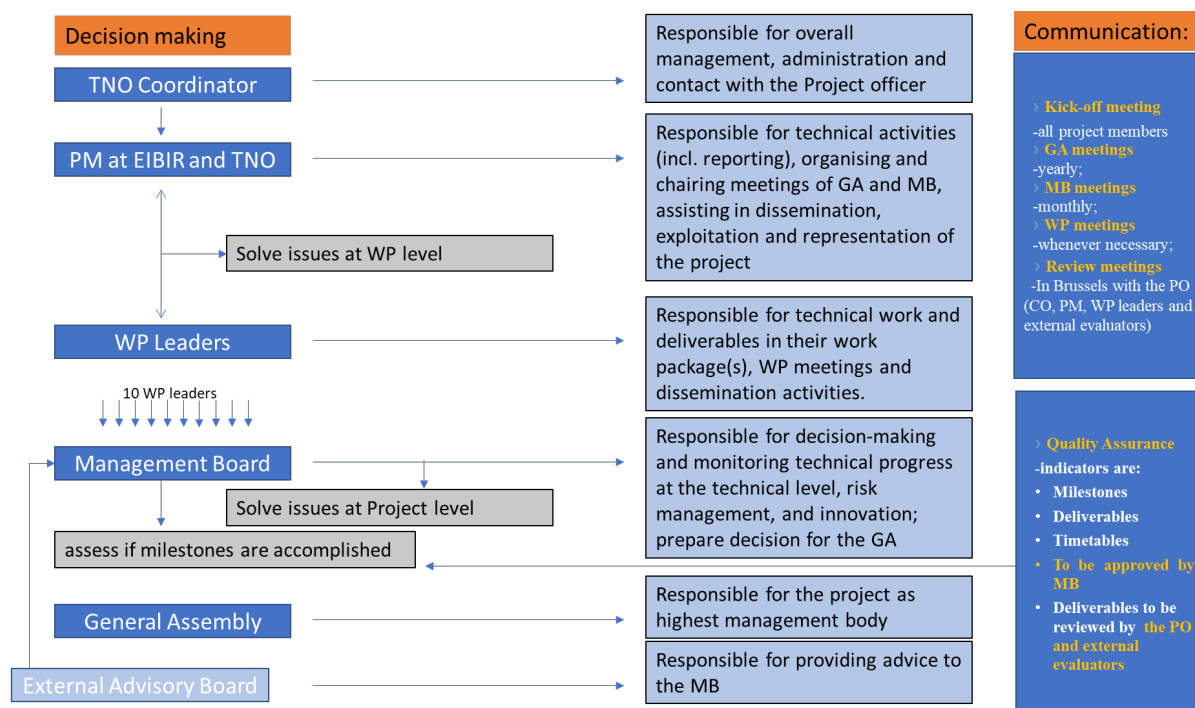 Decision making
TNO Coordinator
Responsible for overall
management, administration and
contact with the Project officer
PM at EIBIR and TNO
Responsible for technical activities
(incl. reporting), organising and
chairing meetings of GA and MB,
assisting in dissemination,
exploitation and representation of
the project
Solve issues at WP level
WP Leaders
Responsible for technical work and
deliverables in their work
package(s), WP meetings and
dissemination activities.
10 WP leaders
Management Board
Responsible for decision-making
and monitoring technical progress
at the technical level, risk
management, and innovation;
prepare decision for the GA
Solve issues at Project level
assess if milestones are accomplished
General Assembly
Responsible for the project as
highest management body
External Advisory Board
Responsible for providing advice to
the MB
Communication:
› Kick-off meeting
-all project members
› GA meetings
-yearly;
› MB meetings
-monthly;
› WP meetings
-whenever necessary;
› Review meetings
-In Brussels with the PO
(CO, PM, WP leaders and
external evaluators)
› Quality Assurance
-indicators are:
• Milestones
• Deliverables
• Timetables
• To be approved by
MB
• Deliverables to be
reviewed by the PO
and external
evaluators